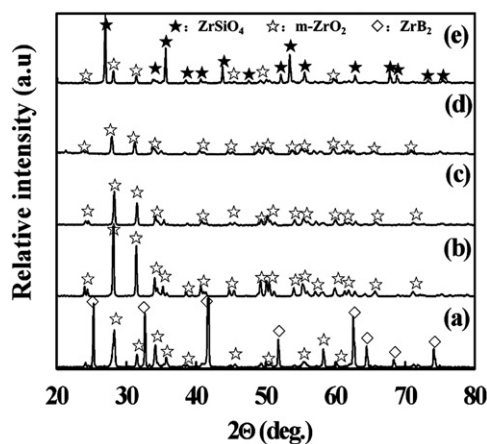 ★: ZrSiO₄ ☆: m-ZrO₂ ◇: ZrB₂
(e)
(d)
(c)
(b)
(a)
Relative intensity (a.u)
20 30 40 50 60 70 80
2Θ (deg.)